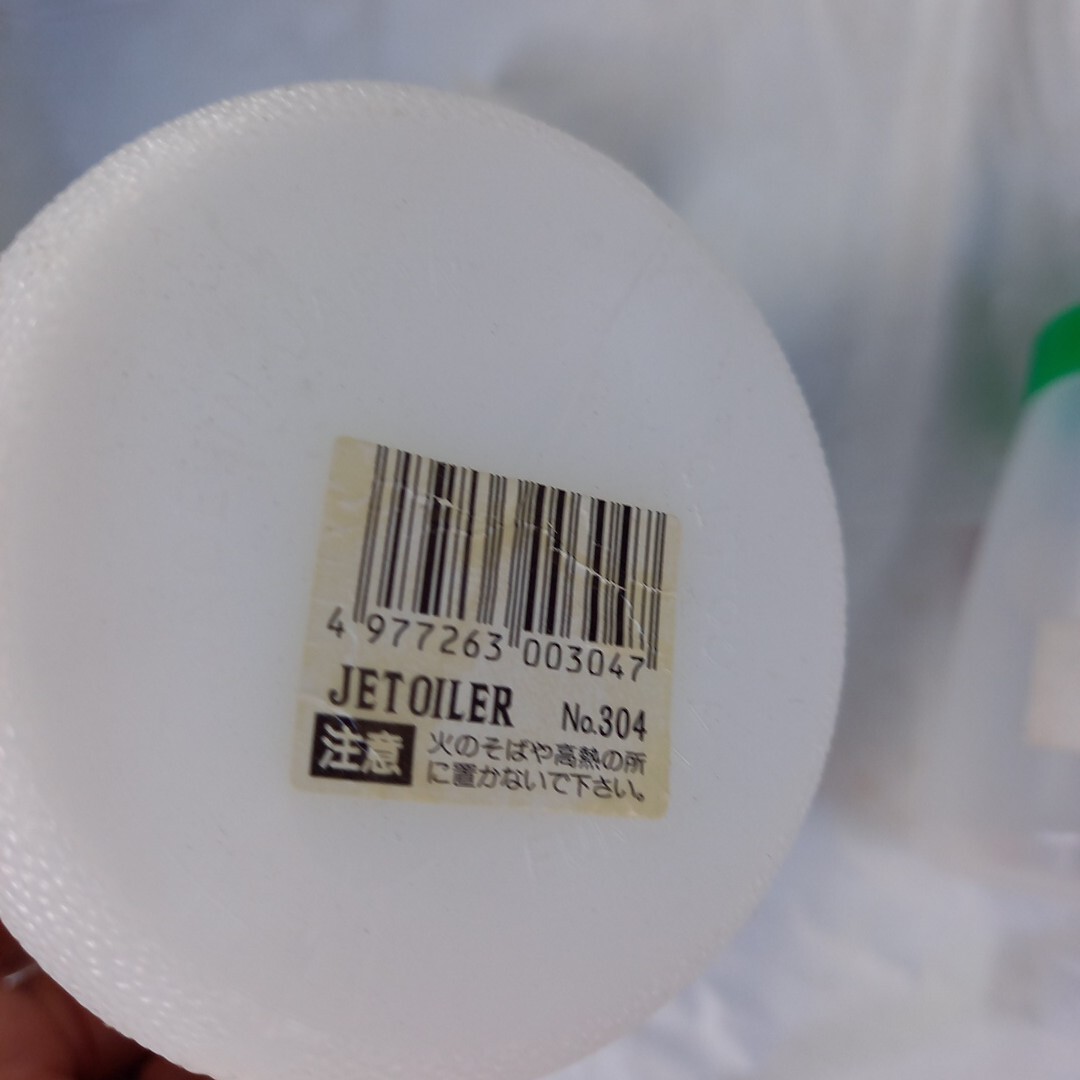 4 977263 003047
JETOILER No.304
注意 火のそばや高熱の所
に置かないで下さい。